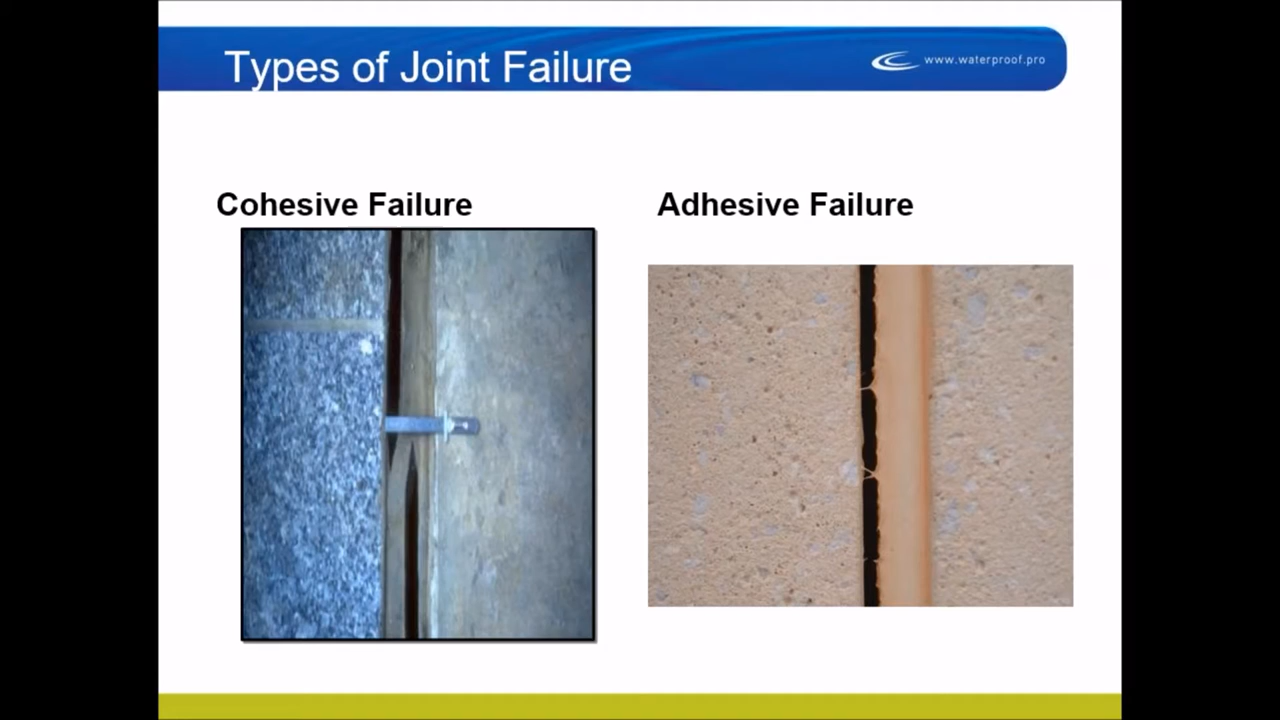 Types of Joint Failure
www.waterproof.pro
Cohesive Failure
Adhesive Failure